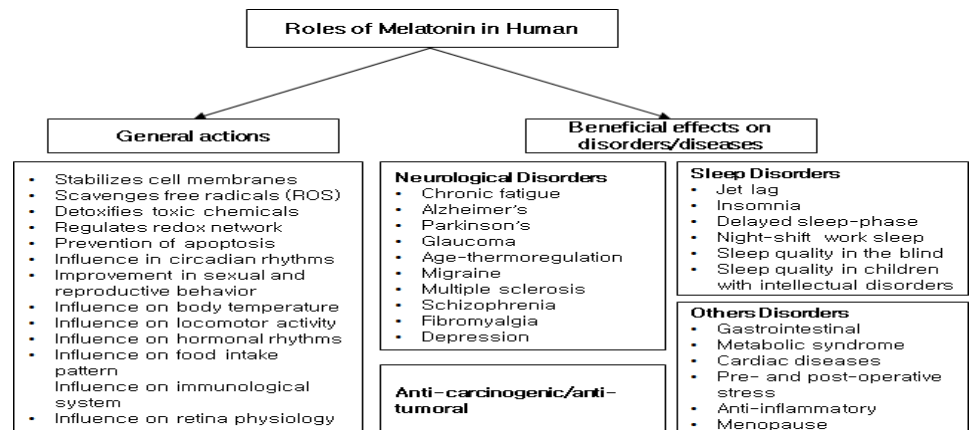 Roles of Melatonin in Human
General actions
Beneficial effects on
disorders/diseases
• Stabilizes cell membranes
• Scavenges free radicals (ROS)
• Detoxifies toxic chemicals
• Regulates redox network
• Prevention of apoptosis
• Influence in circadian rhythms
• Improvement in sexual and
reproductive behavior
• Influence on body temperature
• Influence on locomotor activity
• Influence on hormonal rhythms
• Influence on food intake
pattern
Influence on immunological
system
• Influence on retina physiology
Neurological Disorders
• Chronic fatigue
• Alzheimer's
• Parkinson's
• Glaucoma
• Age-thermoregulation
• Migraine
• Multiple sclerosis
• Schizophrenia
• Fibromyalgia
• Depression
Anti-carcinogenic/anti-
tumoral
Sleep Disorders
• Jet lag
• Insomnia
• Delayed sleep-phase
• Night-shift work sleep
• Sleep quality in the blind
• Sleep quality in children
with intellectual disorders
Others Disorders
• Gastrointestinal
• Metabolic syndrome
• Cardiac diseases
• Pre- and post-operative
stress
• Anti-inflammatory
• Menopause